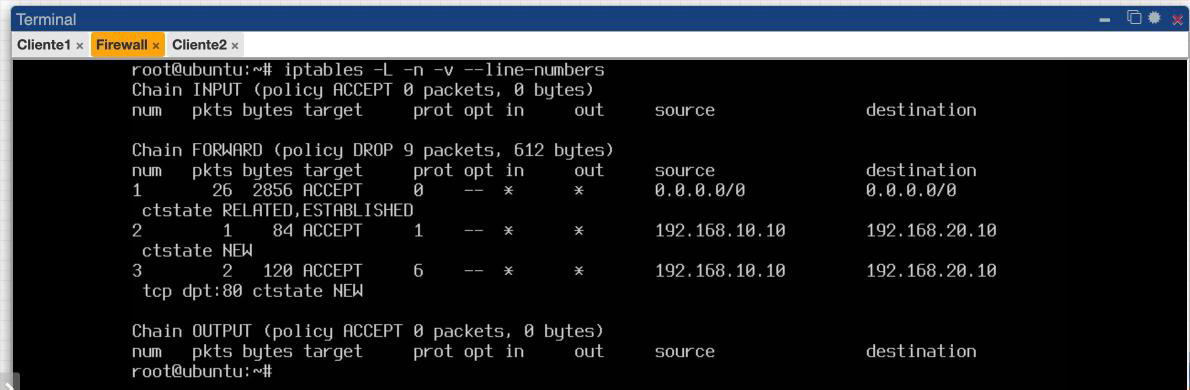 Terminal
Cliente1 × Firewall × Cliente2 ×
root@ubuntu:~# iptables -L -n -v --line-numbers
Chain INPUT (policy ACCEPT 0 packets, 0 bytes)
num   pkts bytes target     prot opt in     out     source               destination
Chain FORWARD (policy DROP 9 packets, 612 bytes)
num   pkts bytes target     prot opt in     out     source               destination
1       26  2856 ACCEPT     0    --  *      *       0.0.0.0/0            0.0.0.0/0
ctstate RELATED,ESTABLISHED
2        1    84 ACCEPT     1    --  *      *       192.168.10.10        192.168.20.10
ctstate NEW
3        2   120 ACCEPT     6    --  *      *       192.168.10.10        192.168.20.10
tcp dpt:80 ctstate NEW
Chain OUTPUT (policy ACCEPT 0 packets, 0 bytes)
num   pkts bytes target     prot opt in     out     source               destination
root@ubuntu:~#